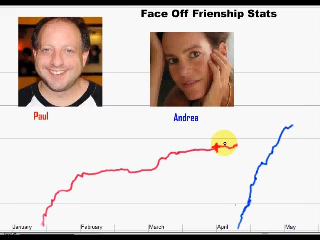 Face Off Frienship Stats
Paul
Andrea
January February March April May